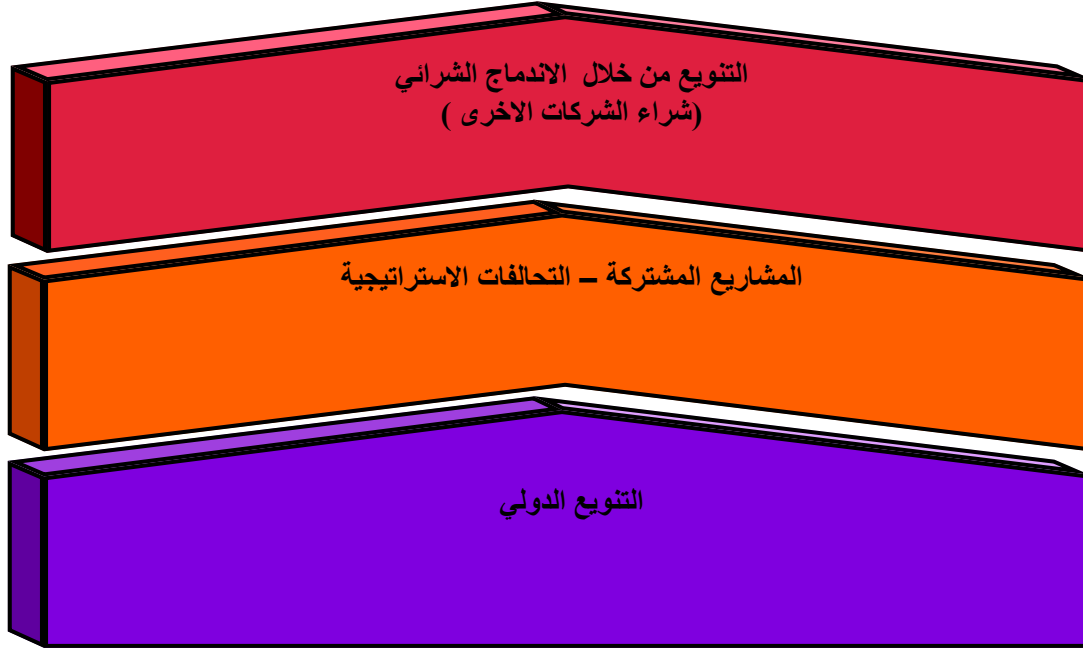 التنويع من خلال الاندماج الشرائي
(شراء الشركات الاخرى )
المشاريع المشتركة – التحالفات الاستراتيجية
التنويع الدولي